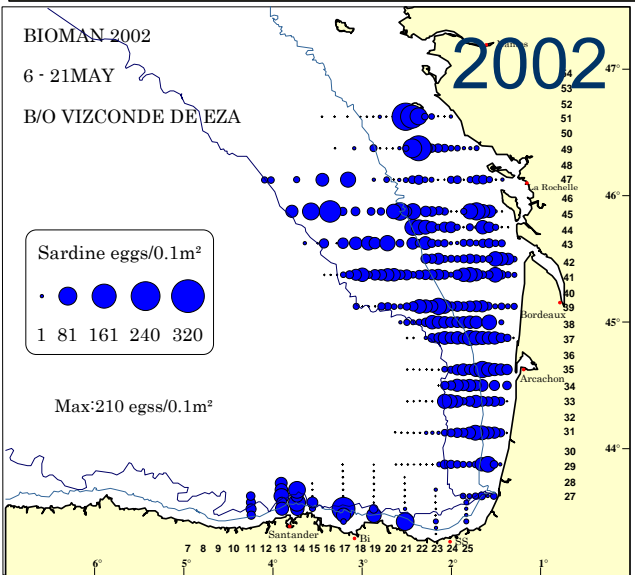 BIOMAN 2002
6 - 21MAY
B/O VIZCONDE DE EZA
2002
Nantes
47°
54
53
52
51
50
49
48
47
La Rochelle
46
46°
45
44
43
42
41
39
Bordeaux
45°
38
37
36
35
Arcachon
34
33
32
31
44°
30
29
28
27
Sardine eggs/0.1m²
1 81 161 240 320
Max:210 egss/0.1m²
Santander
Bi
SS
7 8 9 10 11 12 13 14 15 16 17 18 19 20 21 22 23 24 25
6° 5° 4° 3° 2° 1°